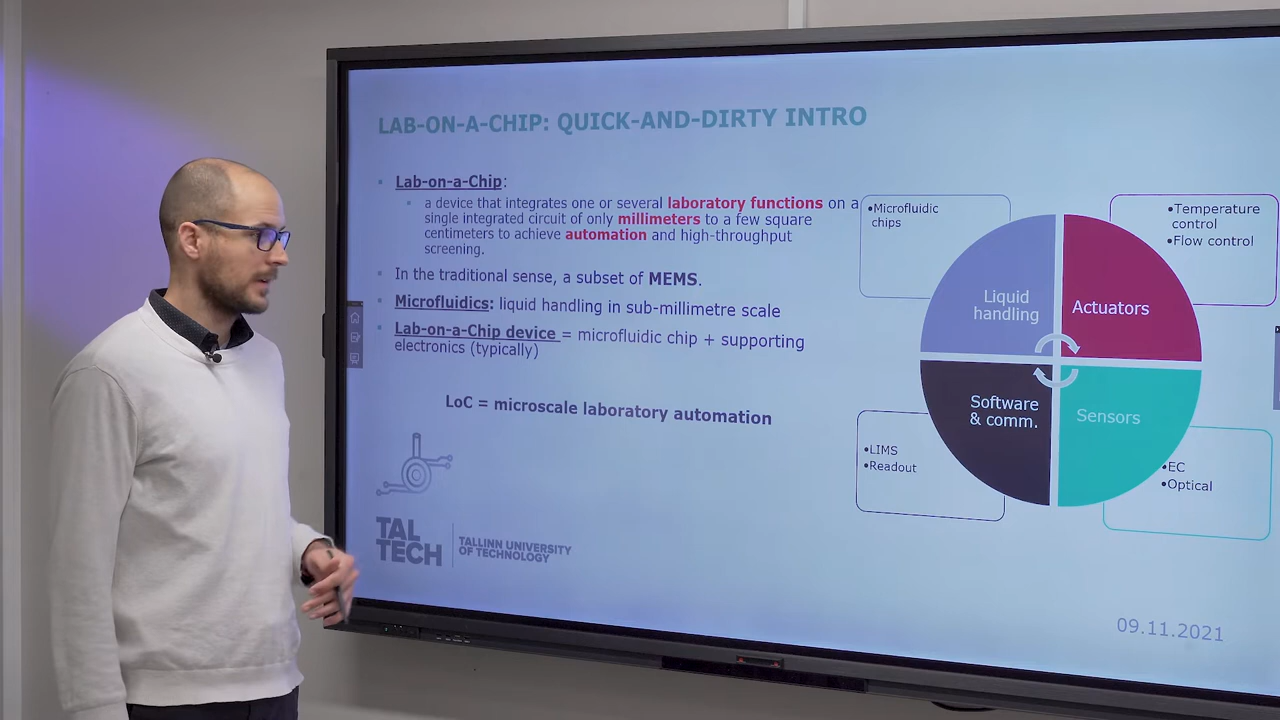 LAB-ON-A-CHIP: QUICK-AND-DIRTY INTRO
Lab-on-a-Chip:
a device that integrates one or several laboratory functions on a
single integrated circuit of only millimeters to a few square
centimeters to achieve automation and high-throughput
screening.
In the traditional sense, a subset of MEMS.
Microfluidics: liquid handling in sub-millimetre scale
Lab-on-a-Chip device = microfluidic chip + supporting
electronics (typically)
LoC = microscale laboratory automation
•Microfluidic
chips
•Temperature
control
•Flow control
Liquid
handling
Actuators
Software
& comm.
Sensors
•LIMS
•Readout
•EC
•Optical
TAL
TECH
TALLINN UNIVERSITY
OF TECHNOLOGY
09.11.2021